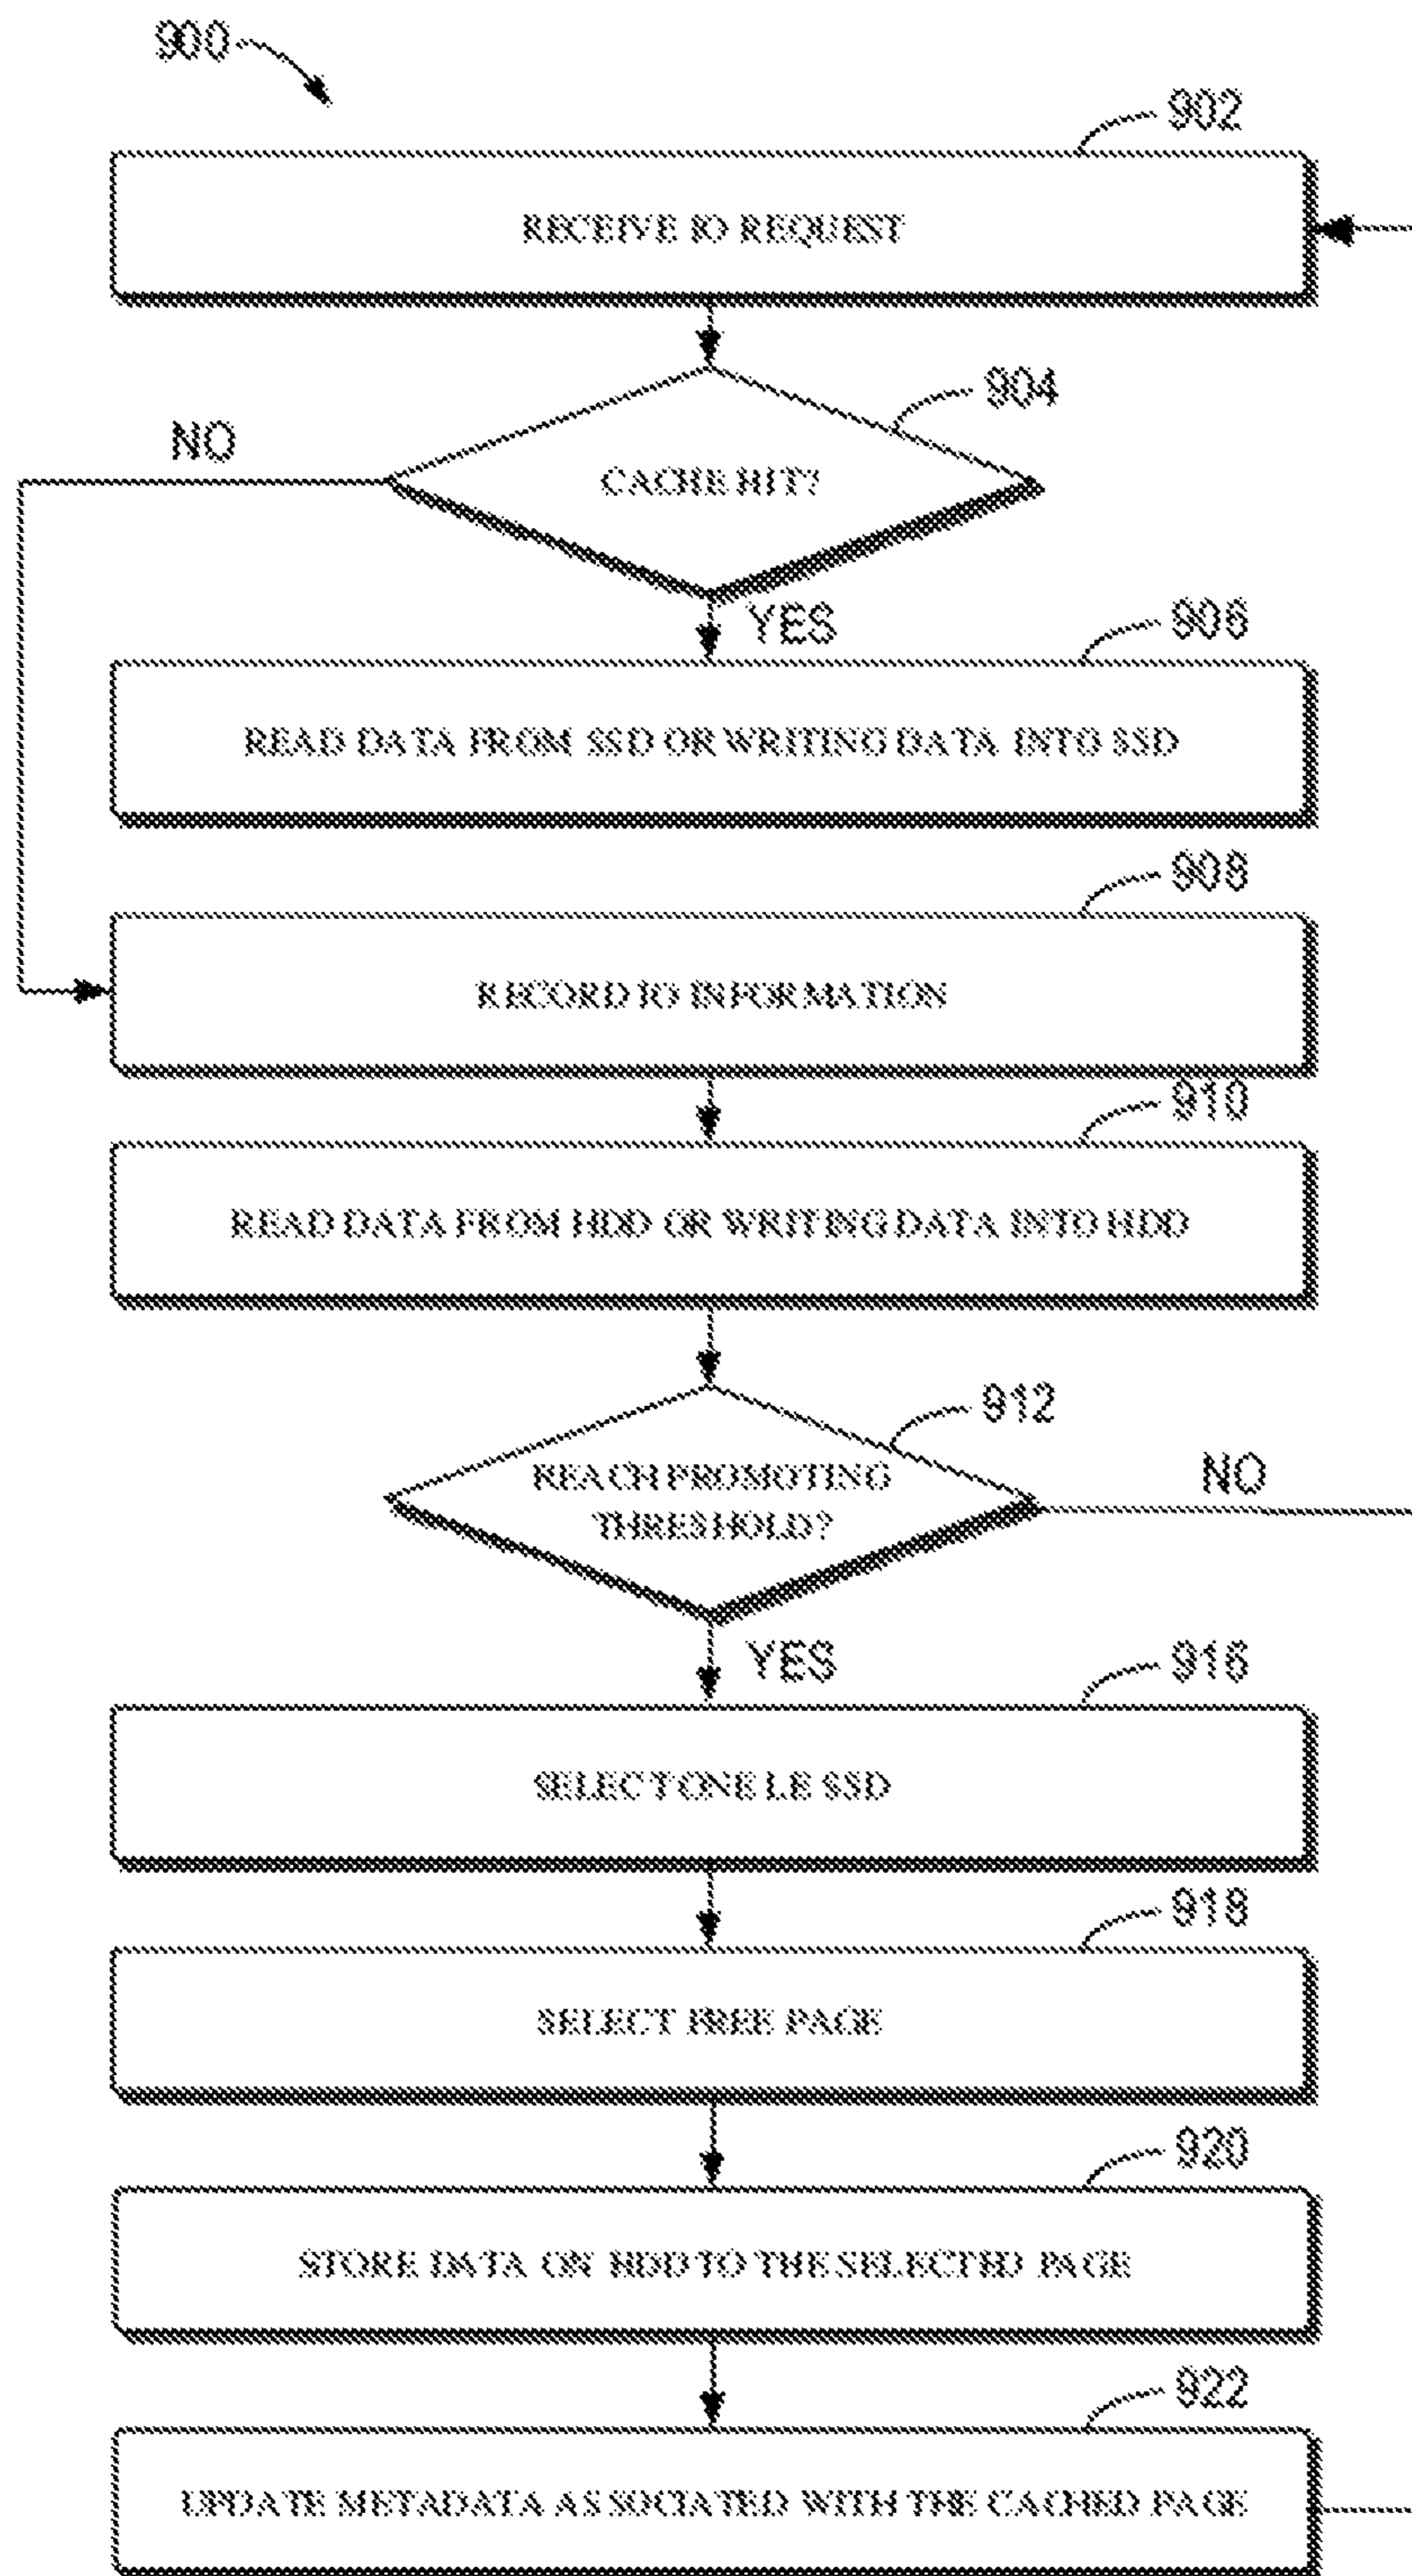 900
902
RECEIVE IO REQUEST
904
NO
CACHE HIT?
YES
906
READ DATA FROM SSD OR WRITING DATA INTO SSD
908
RECORD IO INFORMATION
910
READ DATA FROM HDD OR WRITING DATA INTO HDD
912
REACH PROMOTING
THRESHOLD?
NO
YES
916
SELECT ONE LE SSD
918
SELECT FREE PAGE
920
STORE DATA ON HDD TO THE SELECTED PAGE
922
UPDATE METADATA ASSOCIATED WITH THE CACHED PAGE